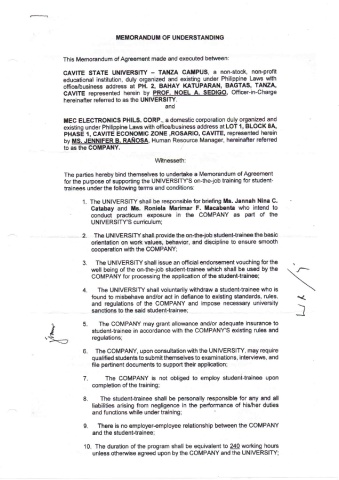 MEMORANDUM OF UNDERSTANDING
This Memorandum of Agreement made and executed between:
CAVITE STATE UNIVERSITY – TANZA CAMPUS, a non-stock, non-profit
educational institution, duly organized and existing under Philippine Laws with
office/business address at PH. 2, BAHAY KATUPARAN, BAGTAS, TANZA,
CAVITE represented herein by PROF. NOEL A. SEDIGO, Officer-in-Charge
hereinafter referred to as the UNIVERSITY.
and
MEC ELECTRONICS PHILS. CORP., a domestic corporation duly organized and
existing under Philippine Laws with office/business address at LOT 1, BLOCK 8A,
PHASE 1, CAVITE ECONOMIC ZONE ,ROSARIO, CAVITE, represented herein
by MS. JENNIFER B. RAÑOSA, Human Resource Manager, hereinafter referred
to as the COMPANY.
Witnesseth:
The parties hereby bind themselves to undertake a Memorandum of Agreement
for the purpose of supporting the UNIVERSITY'S on-the-job training for student-
trainees under the following terms and conditions:
1. The UNIVERSITY shall be responsible for briefing Ms. Jannah Nina C.
Catabay and Ms. Roniela Marimar F. Macabenta who intend to
conduct practicum exposure in the COMPANY as part of the
UNIVERSITY'S curriculum;
2. The UNIVERSITY shall provide the on-the-job student-trainees the basic
orientation on work values, behavior, and discipline to ensure smooth
cooperation with the COMPANY;
3. The UNIVERSITY shall issue an official endorsement vouching for the
well being of the on-the-job student-trainee which shall be used by the
COMPANY for processing the application of the student-trainee;
4. The UNIVERSITY shall voluntarily withdraw a student-trainee who is
found to misbehave and/or act in defiance to existing standards, rules,
and regulations of the COMPANY and impose necessary university
sanctions to the said student-trainee;
5. The COMPANY may grant allowance and/or adequate insurance to
student-trainee in accordance with the COMPANY'S existing rules and
regulations;
6. The COMPANY, upon consultation with the UNIVERSITY, may require
qualified students to submit themselves to examinations, interviews, and
file pertinent documents to support their application;
7. The COMPANY is not obliged to employ student-trainee upon
completion of the training;
8. The student-trainee shall be personally responsible for any and all
liabilities arising from negligence in the performance of his/her duties
and functions while under training;
9. There is no employer-employee relationship between the COMPANY
and the student-trainee;
10. The duration of the program shall be equivalent to 240 working hours
unless otherwise agreed upon by the COMPANY and the UNIVERSITY;